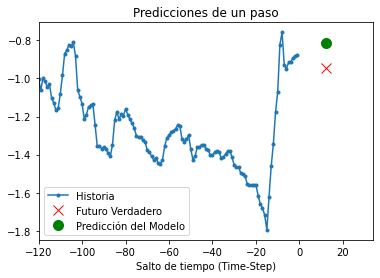 Predicciones de un paso
−0.8
−1.0
−1.2
−1.4
−1.6
−1.8
Historia
Futuro Verdadero
Predicción del Modelo
−120 −100 −80 −60 −40 −20 0 20
Salto de tiempo (Time-Step)